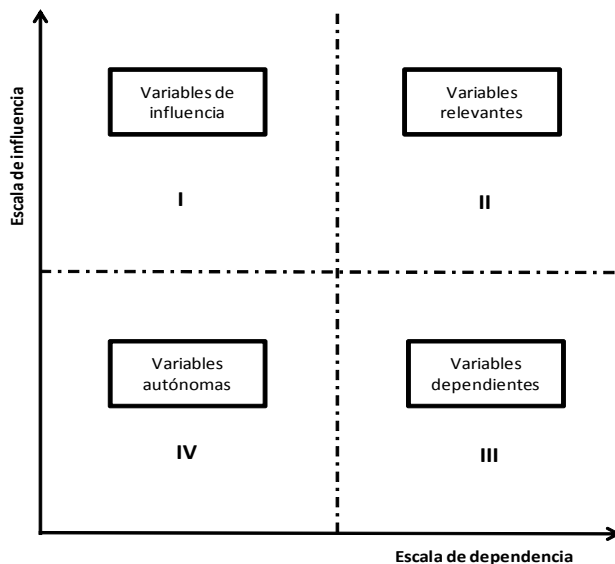 Escala de influencia
Variables de
influencia
Variables
relevantes
I
II
Variables
autónomas
Variables
dependientes
IV
III
Escala de dependencia